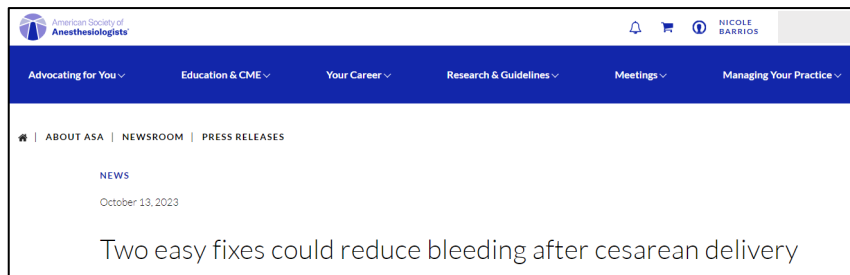 American Society of
Anesthesiologists®
NICOLE
BARRIOS
Advocating for You
Education & CME
Your Career
Research & Guidelines
Meetings
Managing Your Practice
| ABOUT ASA | NEWSROOM | PRESS RELEASES
NEWS
October 13, 2023
Two easy fixes could reduce bleeding after cesarean delivery